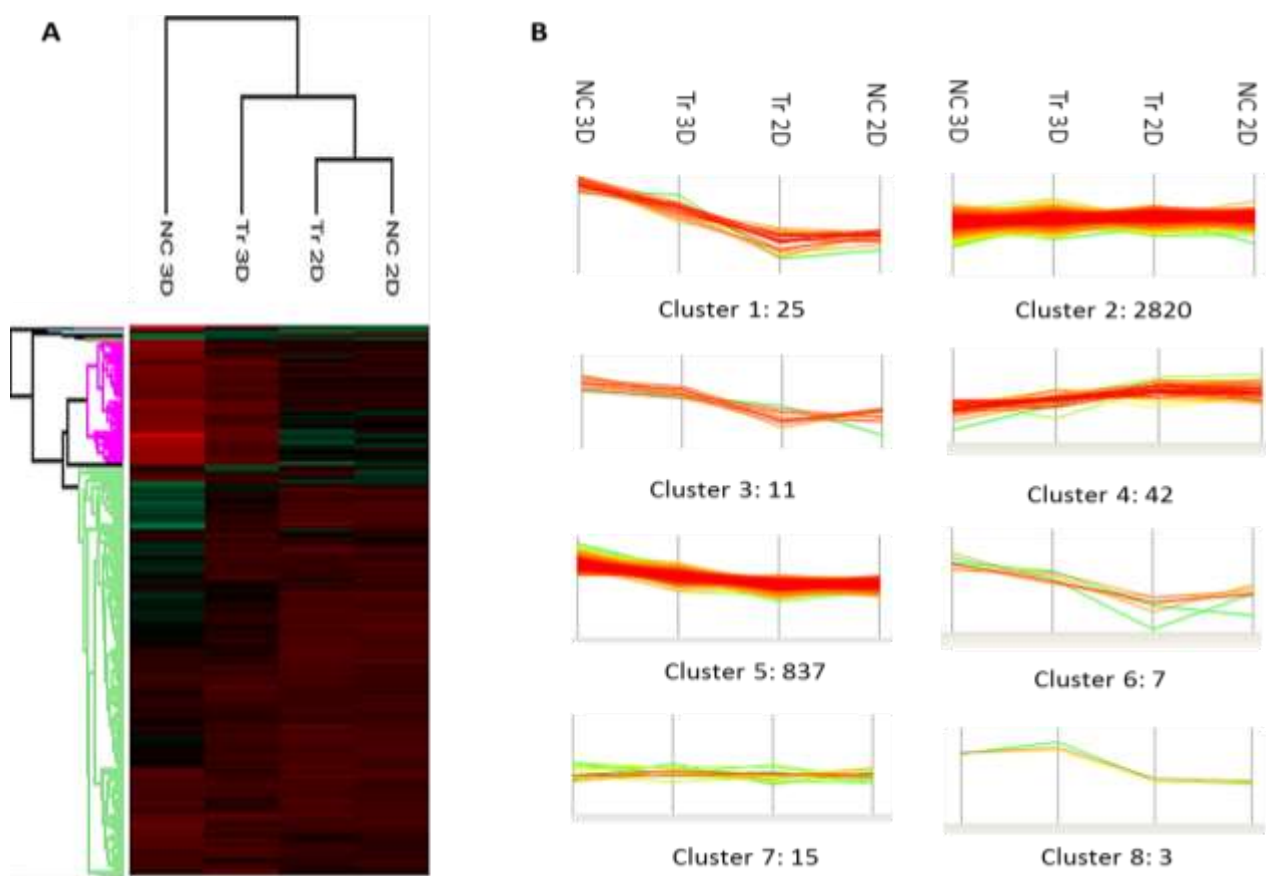 A
NC 3D
Tr 3D
Tr 2D
NC 2D
B
NC 3D
Tr 3D
Tr 2D
NC 2D
NC 3D
Tr 3D
Tr 2D
NC 2D
Cluster 1: 25
Cluster 2: 2820
Cluster 3: 11
Cluster 4: 42
Cluster 5: 837
Cluster 6: 7
Cluster 7: 15
Cluster 8: 3